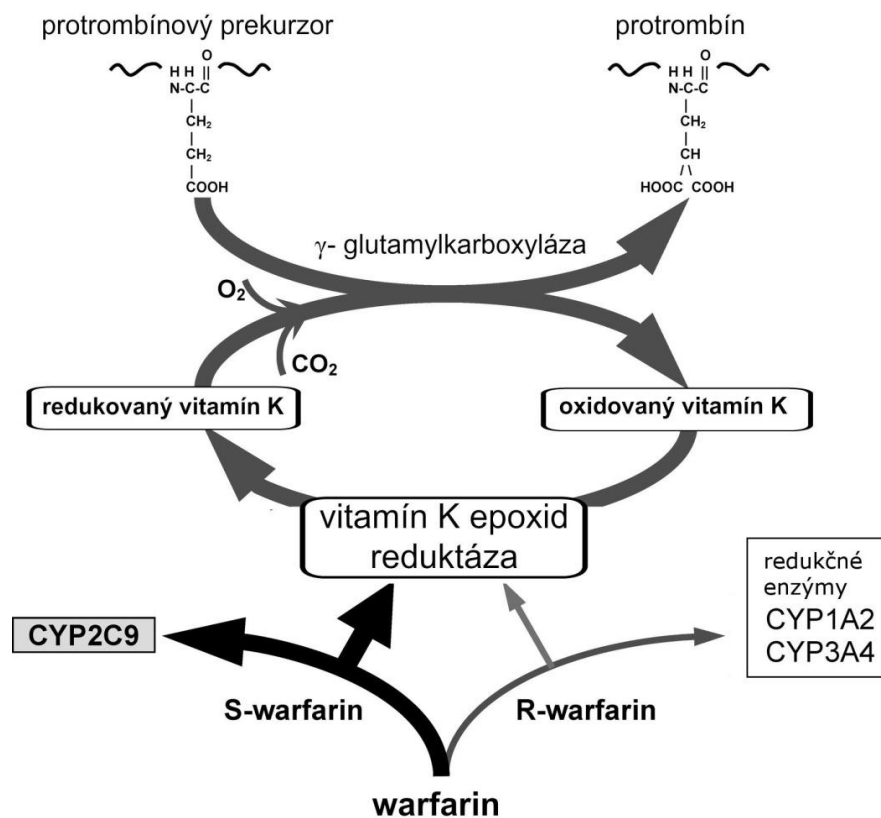 protrombínový prekurzor
protrombín
O
H H
N-C-C
CH₂
CH₂
COOH
O
H H
N-C-C
CH₂
CH
HOOC COOH
γ- glutamylkarboxyláza
O₂
CO₂
redukovaný vitamín K
oxidovaný vitamín K
vitamín K epoxid
reduktáza
redukčné
enzýmy
CYP1A2
CYP3A4
CYP2C9
S-warfarin
R-warfarin
warfarin